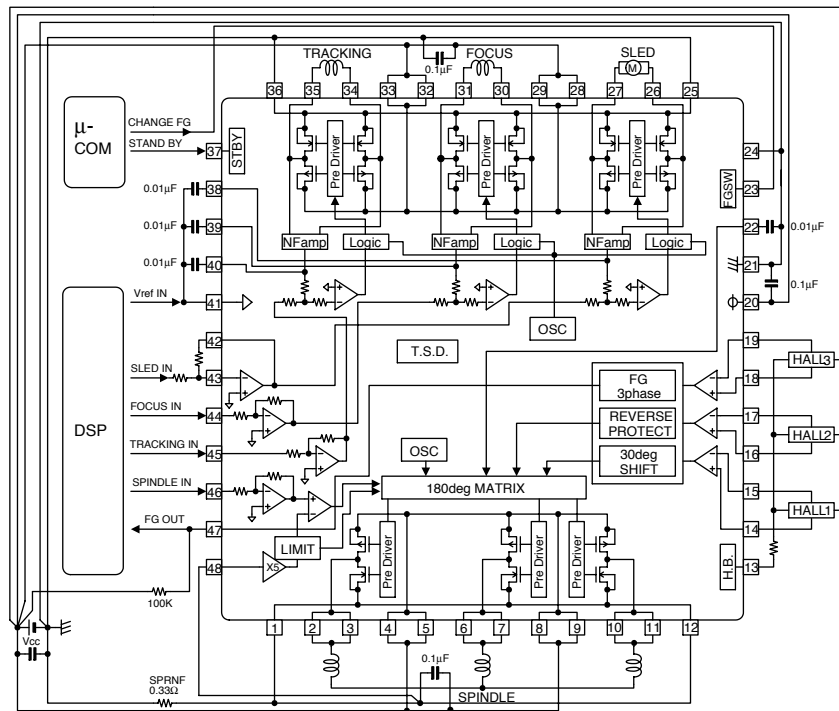 TRACKING
FOCUS
SLED
0.1μF
M
36
35
34
33
32
31
30
29
28
27
26
25
μ-
COM
CHANGE FG
STAND BY
37
STBY
Pre Driver
Pre Driver
Pre Driver
24
FGSW
23
0.01μF
38
22
0.01μF
0.01μF
39
NFamp
Logic
NFamp
Logic
NFamp
Logic
0.01μF
40
21
0.1μF
Vref IN
41
20
OSC
42
T.S.D.
19
HALL3
SLED IN
43
FG
3phase
18
DSP
FOCUS IN
44
REVERSE
PROTECT
17
HALL2
TRACKING IN
45
OSC
30deg
SHIFT
16
SPINDLE IN
46
180deg MATRIX
15
HALL1
FG OUT
47
14
LIMIT
Pre Driver
Pre Driver
Pre Driver
48
X5
H.B.
13
100K
1
2
3
4
5
6
7
8
9
10
11
12
Vcc
SPRNF
0.33Ω
0.1μF
SPINDLE